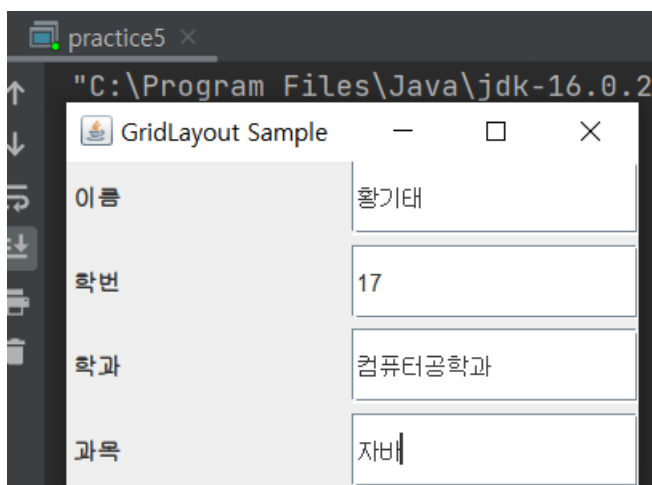 practice5
"C:\Program Files\Java\jdk-16.0.2
GridLayout Sample
이름 황기태
학번 17
학과 컴퓨터공학과
과목 자바